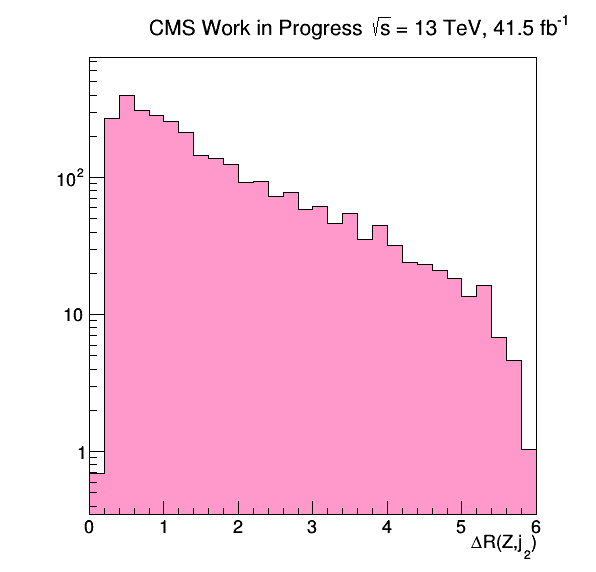 CMS Work in Progress √s = 13 TeV, 41.5 fb⁻¹
10²
10
1
0 1 2 3 4 5 6
ΔR(Z,j₂)